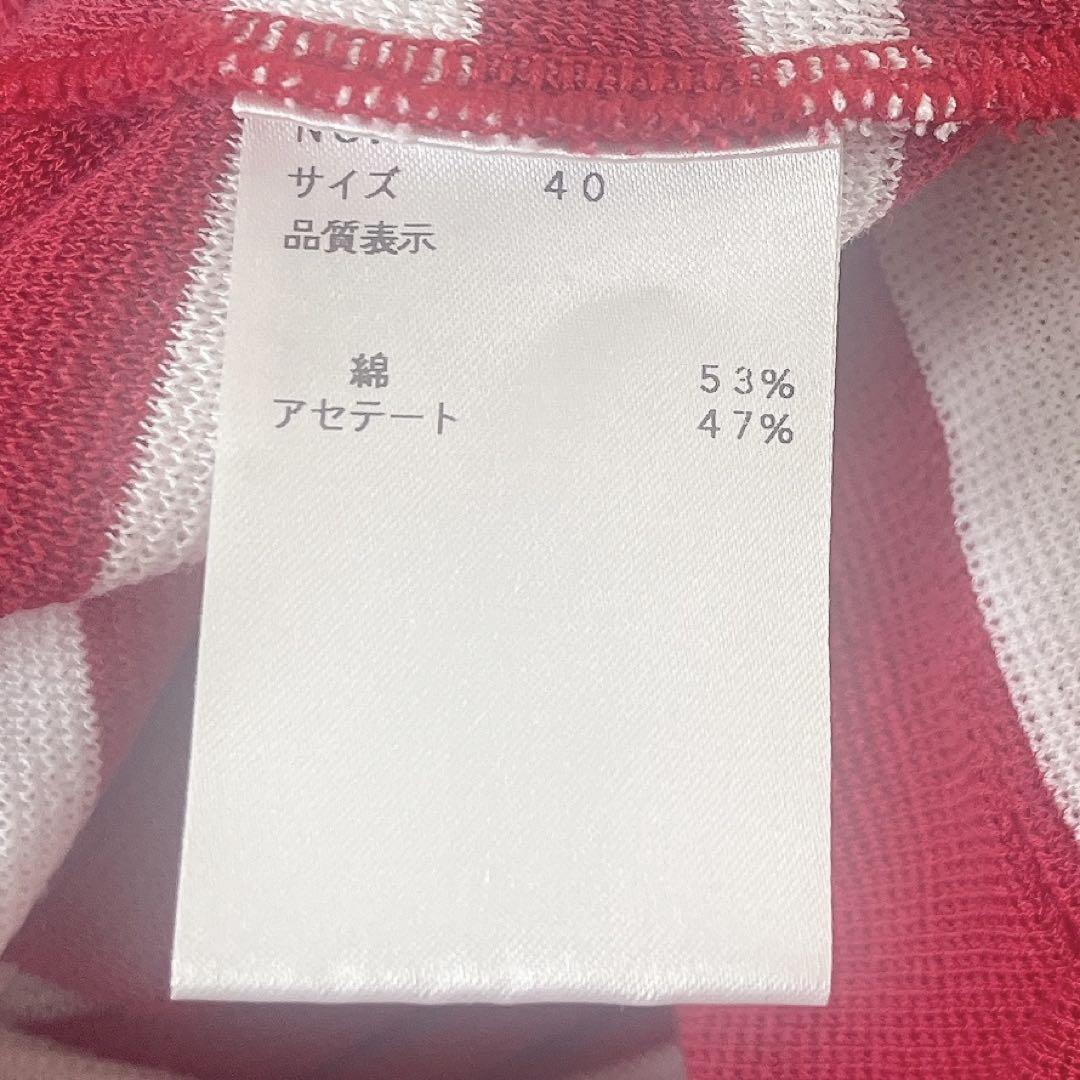 サイズ 40
品質表示
綿 53%
アセテート 47%